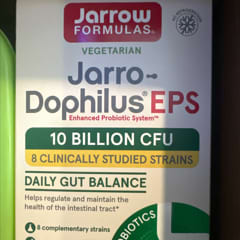 Jarrow
FORMULAS
VEGETARIAN
Jarro-
Dophilus® EPS
Enhanced Probiotic System™
10 BILLION CFU
8 CLINICALLY STUDIED STRAINS
DAILY GUT BALANCE
Helps regulate and maintain the
health of the intestinal tract*
8 complementary strains